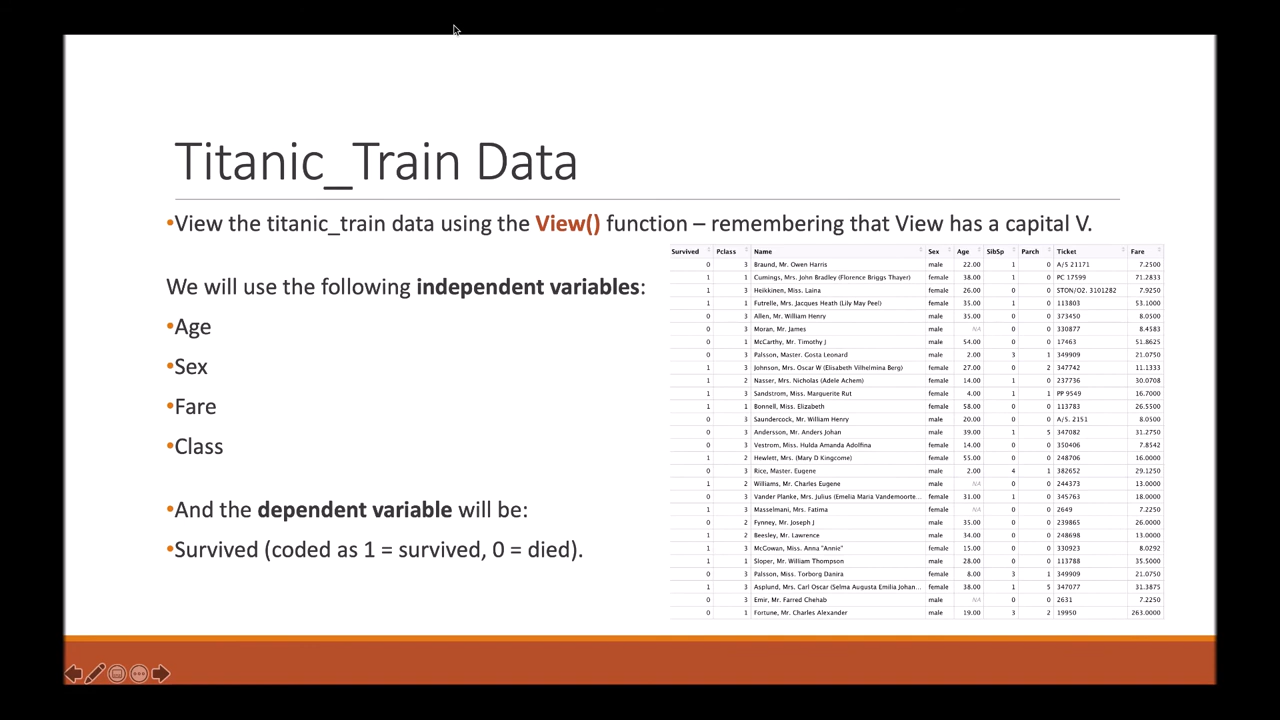 Titanic_Train Data
•View the titanic_train data using the View() function – remembering that View has a capital V.
We will use the following independent variables:
•Age
•Sex
•Fare
•Class
•And the dependent variable will be:
•Survived (coded as 1 = survived, 0 = died).
Survived Pclass Name Sex Age SibSp Parch Ticket Fare
0 3 Braund, Mr. Owen Harris male 22.00 1 0 A/5 21171 7.2500
1 1 Cumings, Mrs. John Bradley (Florence Briggs Thayer) female 38.00 1 0 PC 17599 71.2833
1 3 Heikkinen, Miss. Laina female 26.00 0 0 STON/O2. 3101282 7.9250
1 1 Futrelle, Mrs. Jacques Heath (Lily May Peel) female 35.00 1 0 113803 53.1000
0 3 Allen, Mr. William Henry male 35.00 0 0 373450 8.0500
0 3 Moran, Mr. James male NA 0 0 330877 8.4583
0 1 McCarthy, Mr. Timothy J male 54.00 0 0 17463 51.8625
0 3 Palsson, Master. Gosta Leonard male 2.00 3 1 349909 21.0750
1 3 Johnson, Mrs. Oscar W (Elisabeth Vilhelmina Berg) female 27.00 0 2 347742 11.1333
1 2 Nasser, Mrs. Nicholas (Adele Achem) female 14.00 1 0 237736 30.0708
1 3 Sandstrom, Miss. Marguerite Rut female 4.00 1 1 PP 9549 16.7000
1 1 Bonnell, Miss. Elizabeth female 58.00 0 0 113783 26.5500
0 3 Saundercock, Mr. William Henry male 20.00 0 0 A/5. 2151 8.0500
0 3 Andersson, Mr. Anders Johan male 39.00 1 5 347082 31.2750
0 3 Vestrom, Miss. Hulda Amanda Adolfina female 14.00 0 0 350406 7.8542
1 2 Hewlett, Mrs. (Mary D Kingcome) female 55.00 0 0 248706 16.0000
0 3 Rice, Master. Eugene male 2.00 4 1 382652 29.1250
1 2 Williams, Mr. Charles Eugene male NA 0 0 244373 13.0000
0 3 Vander Planke, Mrs. Julius (Emelia Maria Vandemoorte... female 31.00 1 0 345763 18.0000
1 3 Masselmani, Mrs. Fatima female NA 0 0 2649 7.2250
0 2 Fynney, Mr. Joseph J male 35.00 0 0 239865 26.0000
1 2 Beesley, Mr. Lawrence male 34.00 0 0 248698 13.0000
1 3 McGowan, Miss. Anna "Annie" female 15.00 0 0 330923 8.0292
1 1 Sloper, Mr. William Thompson male 28.00 0 0 113788 35.5000
0 3 Palsson, Miss. Torborg Danira female 8.00 3 1 349909 21.0750
1 3 Asplund, Mrs. Carl Oscar (Selma Augusta Emilia Johan... female 38.00 1 5 347077 31.3875
0 3 Emir, Mr. Farred Chehab male NA 0 0 2631 7.2250
0 1 Fortune, Mr. Charles Alexander male 19.00 3 2 19950 263.0000